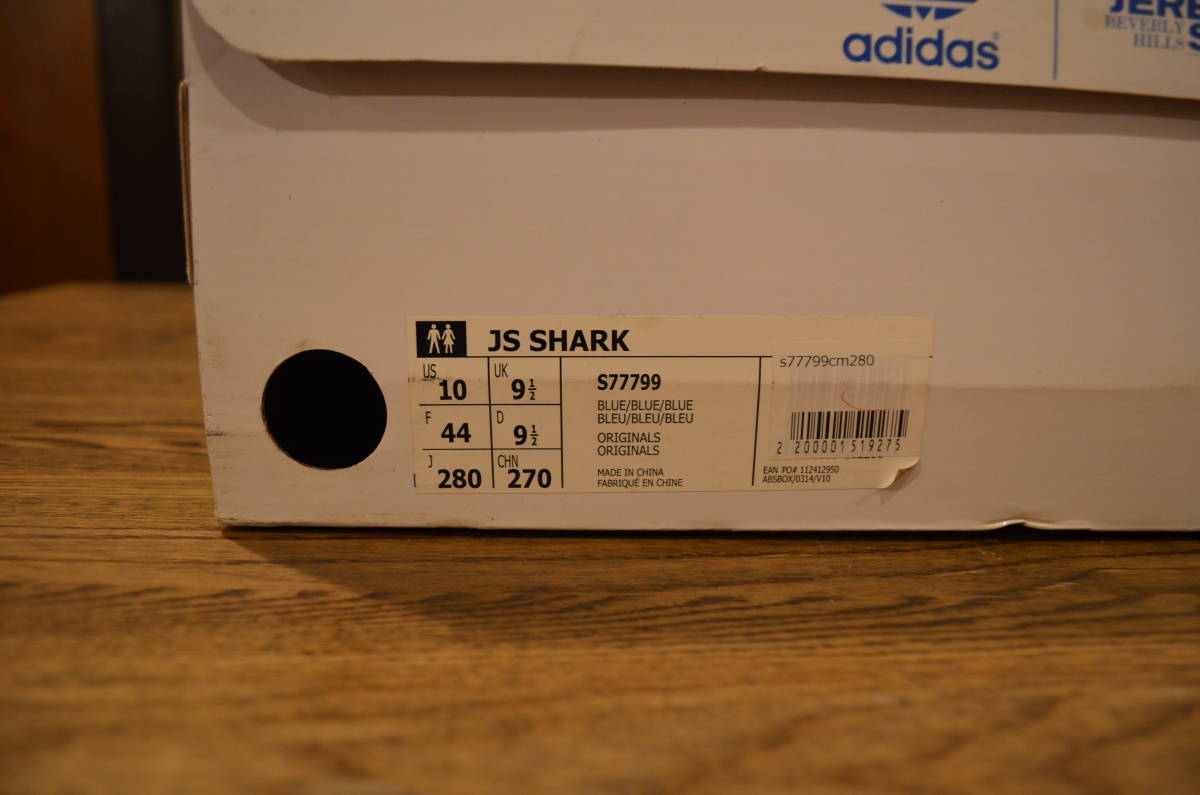 adidas®
BEVERLY
HILLS
JS SHARK
US 10 UK 9½
F 44 D 9½
J 280 CHN 270
S77799
BLUE/BLUE/BLUE
BLEU/BLEU/BLEU
ORIGINALS
ORIGINALS
MADE IN CHINA
FABRIQUÉ EN CHINE
s77799cm280
2 200001 519275
EAN PO# 112412950
ABSBOX/0314/V10